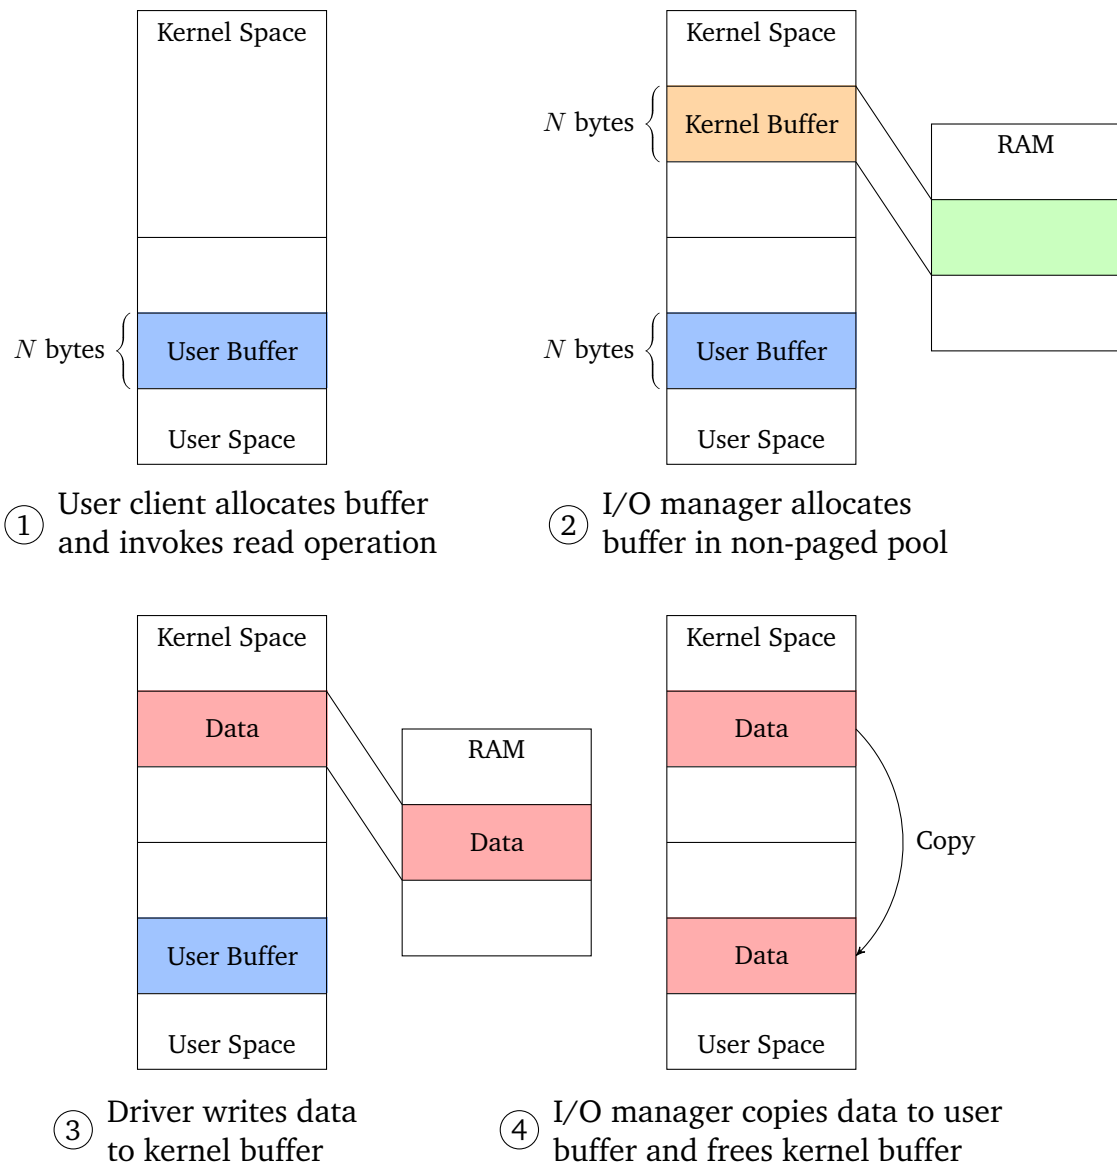 Kernel Space
N bytes
User Buffer
User Space
1 User client allocates buffer
and invokes read operation
Kernel Space
N bytes
Kernel Buffer
RAM
N bytes
User Buffer
User Space
2 I/O manager allocates
buffer in non-paged pool
Kernel Space
Data
RAM
Data
User Buffer
User Space
3 Driver writes data
to kernel buffer
Kernel Space
Data
Copy
Data
User Space
4 I/O manager copies data to user
buffer and frees kernel buffer